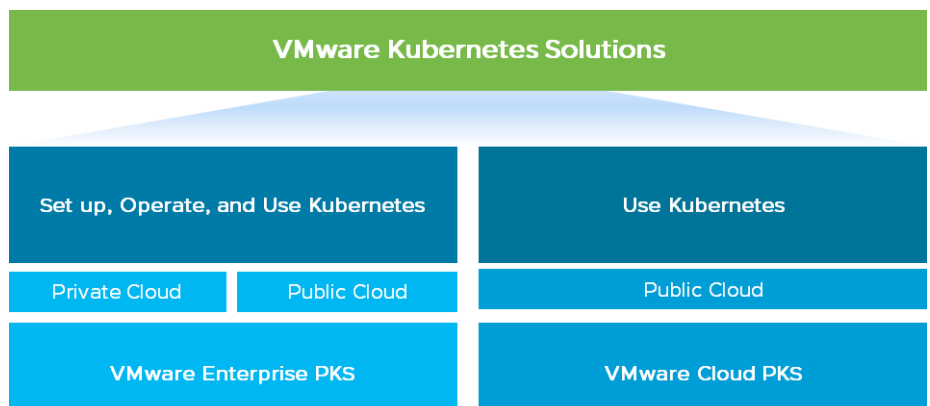 VMware Kubernetes Solutions
Set up, Operate, and Use Kubernetes
Use Kubernetes
Private Cloud
Public Cloud
Public Cloud
VMware Enterprise PKS
VMware Cloud PKS